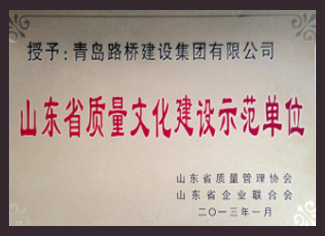 授予:青岛路桥建设集团有限公司
山东省质量文化建设示范单位
山东省质量管理协会
山东省企业联合会
二〇一三年一月